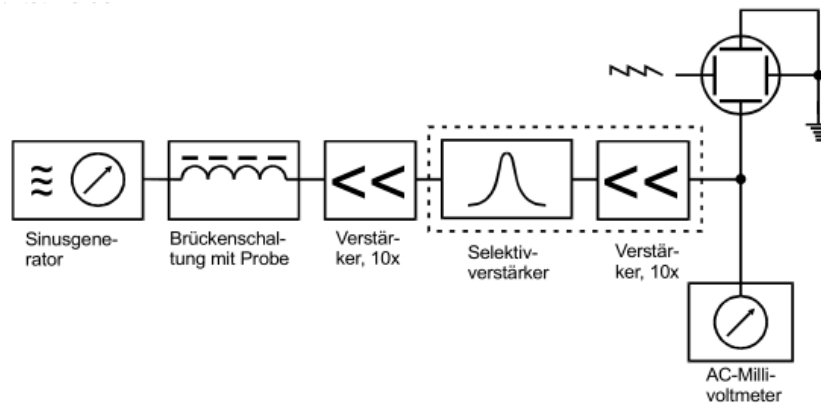 Sinusgene-
rator
Brückenschal-
tung mit Probe
Verstär-
ker, 10x
Selektiv-
verstärker
Verstär-
ker, 10x
AC-Milli-
voltmeter